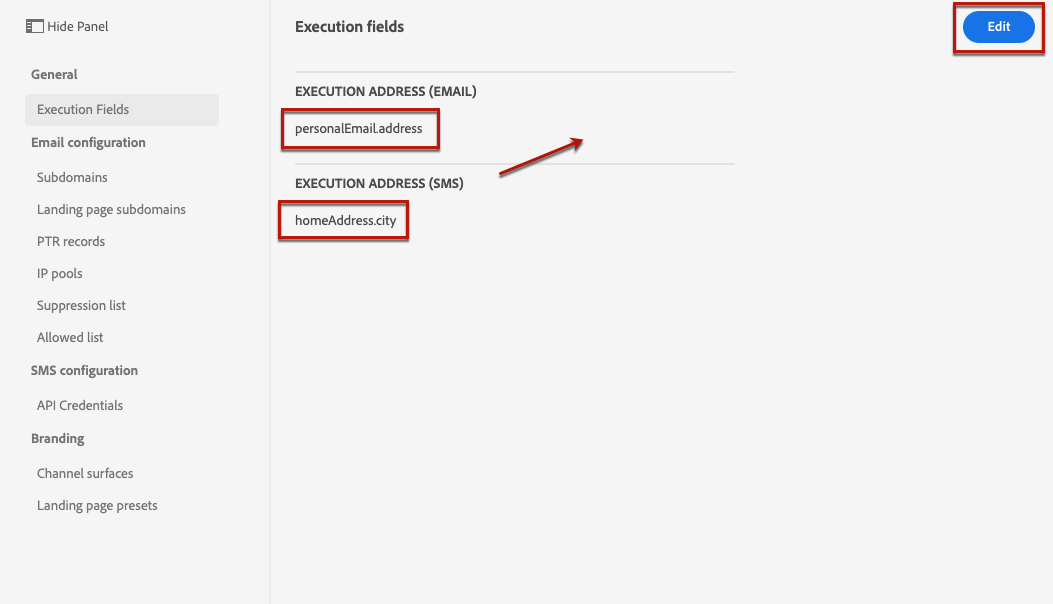 Hide Panel
General
Execution Fields
Email configuration
Subdomains
Landing page subdomains
PTR records
IP pools
Suppression list
Allowed list
SMS configuration
API Credentials
Branding
Channel surfaces
Landing page presets
Execution fields
Edit
EXECUTION ADDRESS (EMAIL)
personalEmail.address
EXECUTION ADDRESS (SMS)
homeAddress.city